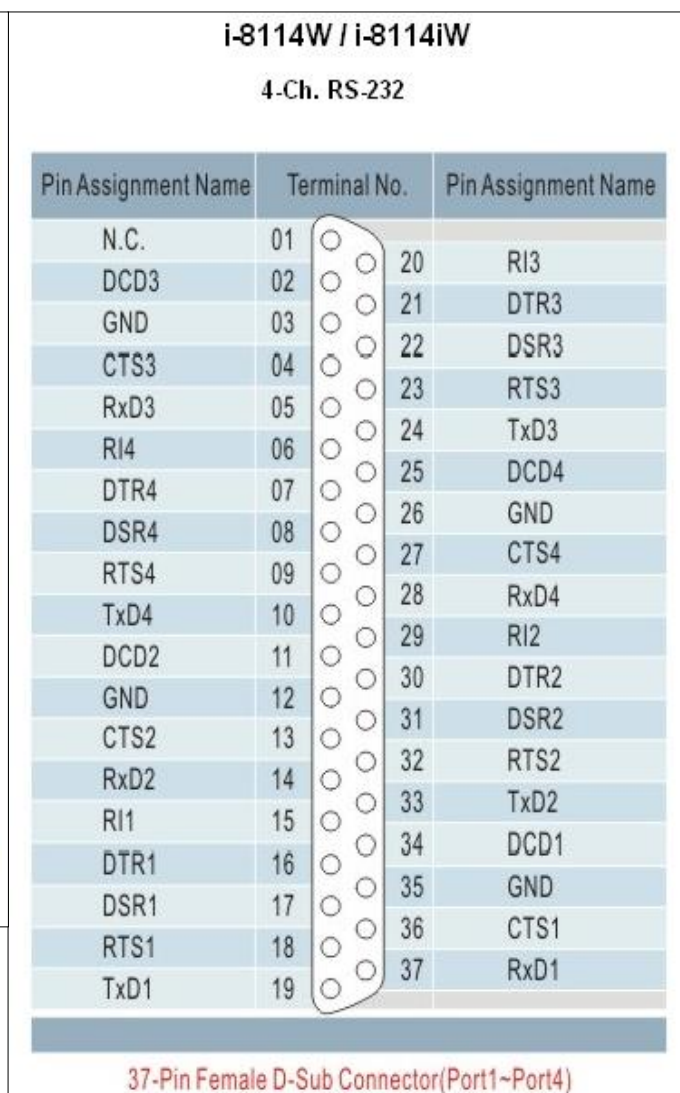 i-8114W / i-8114iW
4-Ch. RS-232
Pin Assignment Name Terminal No. Pin Assignment Name
N.C. 01
20 RI3
DCD3 02
21 DTR3
GND 03
22 DSR3
CTS3 04
23 RTS3
RxD3 05
24 TxD3
RI4 06
25 DCD4
DTR4 07
26 GND
DSR4 08
27 CTS4
RTS4 09
28 RxD4
TxD4 10
29 RI2
DCD2 11
30 DTR2
GND 12
31 DSR2
CTS2 13
32 RTS2
RxD2 14
33 TxD2
RI1 15
34 DCD1
DTR1 16
35 GND
DSR1 17
36 CTS1
RTS1 18
37 RxD1
TxD1 19
37-Pin Female D-Sub Connector(Port1~Port4)